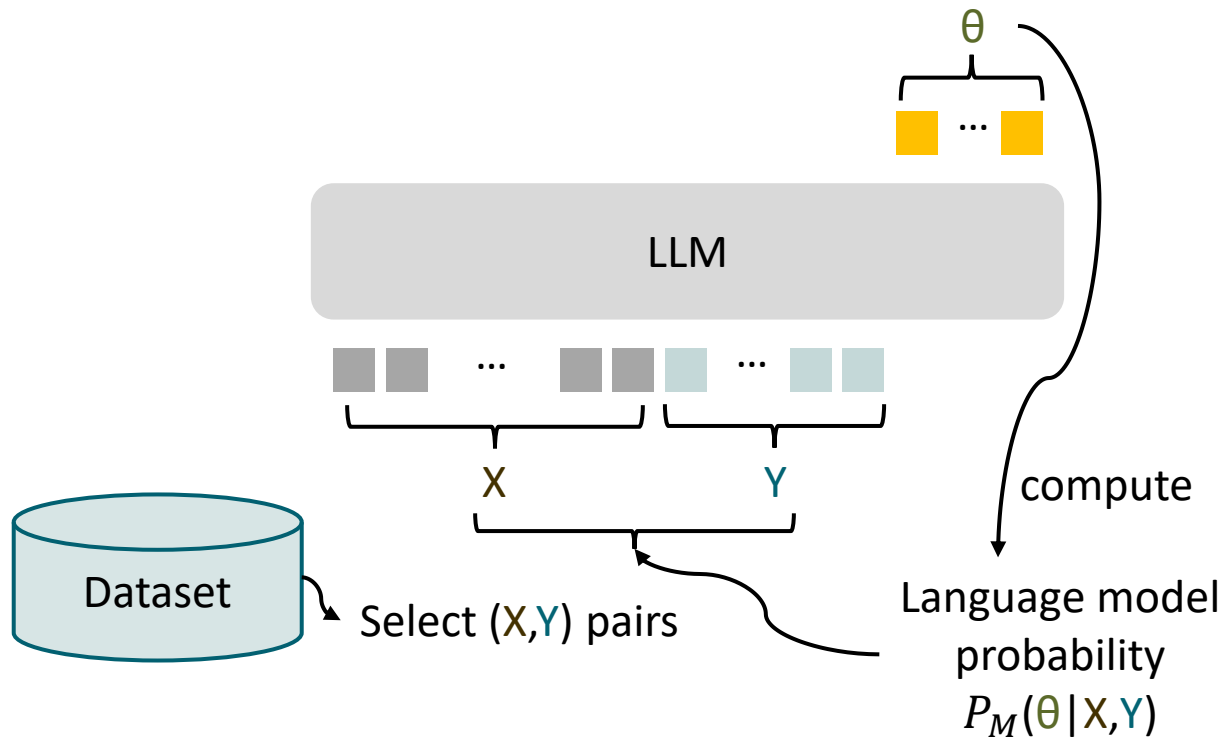 θ
...
LLM
... ...
X Y
compute
Dataset
Select (X,Y) pairs
Language model
probability
P_M(θ|X,Y)